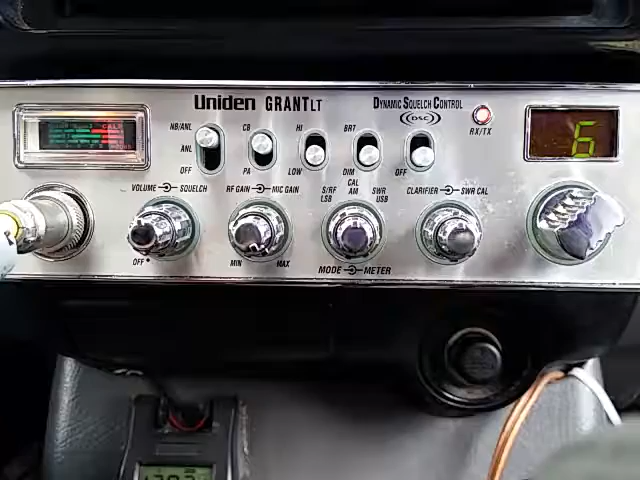 Uniden GRANT LT
DYNAMIC SQUELCH CONTROL
DSC
RX/TX
6
NB/ANL
ANL
OFF
CB
PA
HI
LOW
BRT
DIM
OFF
VOLUME SQUELCH
OFF
RF GAIN MIC GAIN
MIN MAX
S/RF CAL SWR
LSB AM USB
MODE METER
CLARIFIER SWR CAL